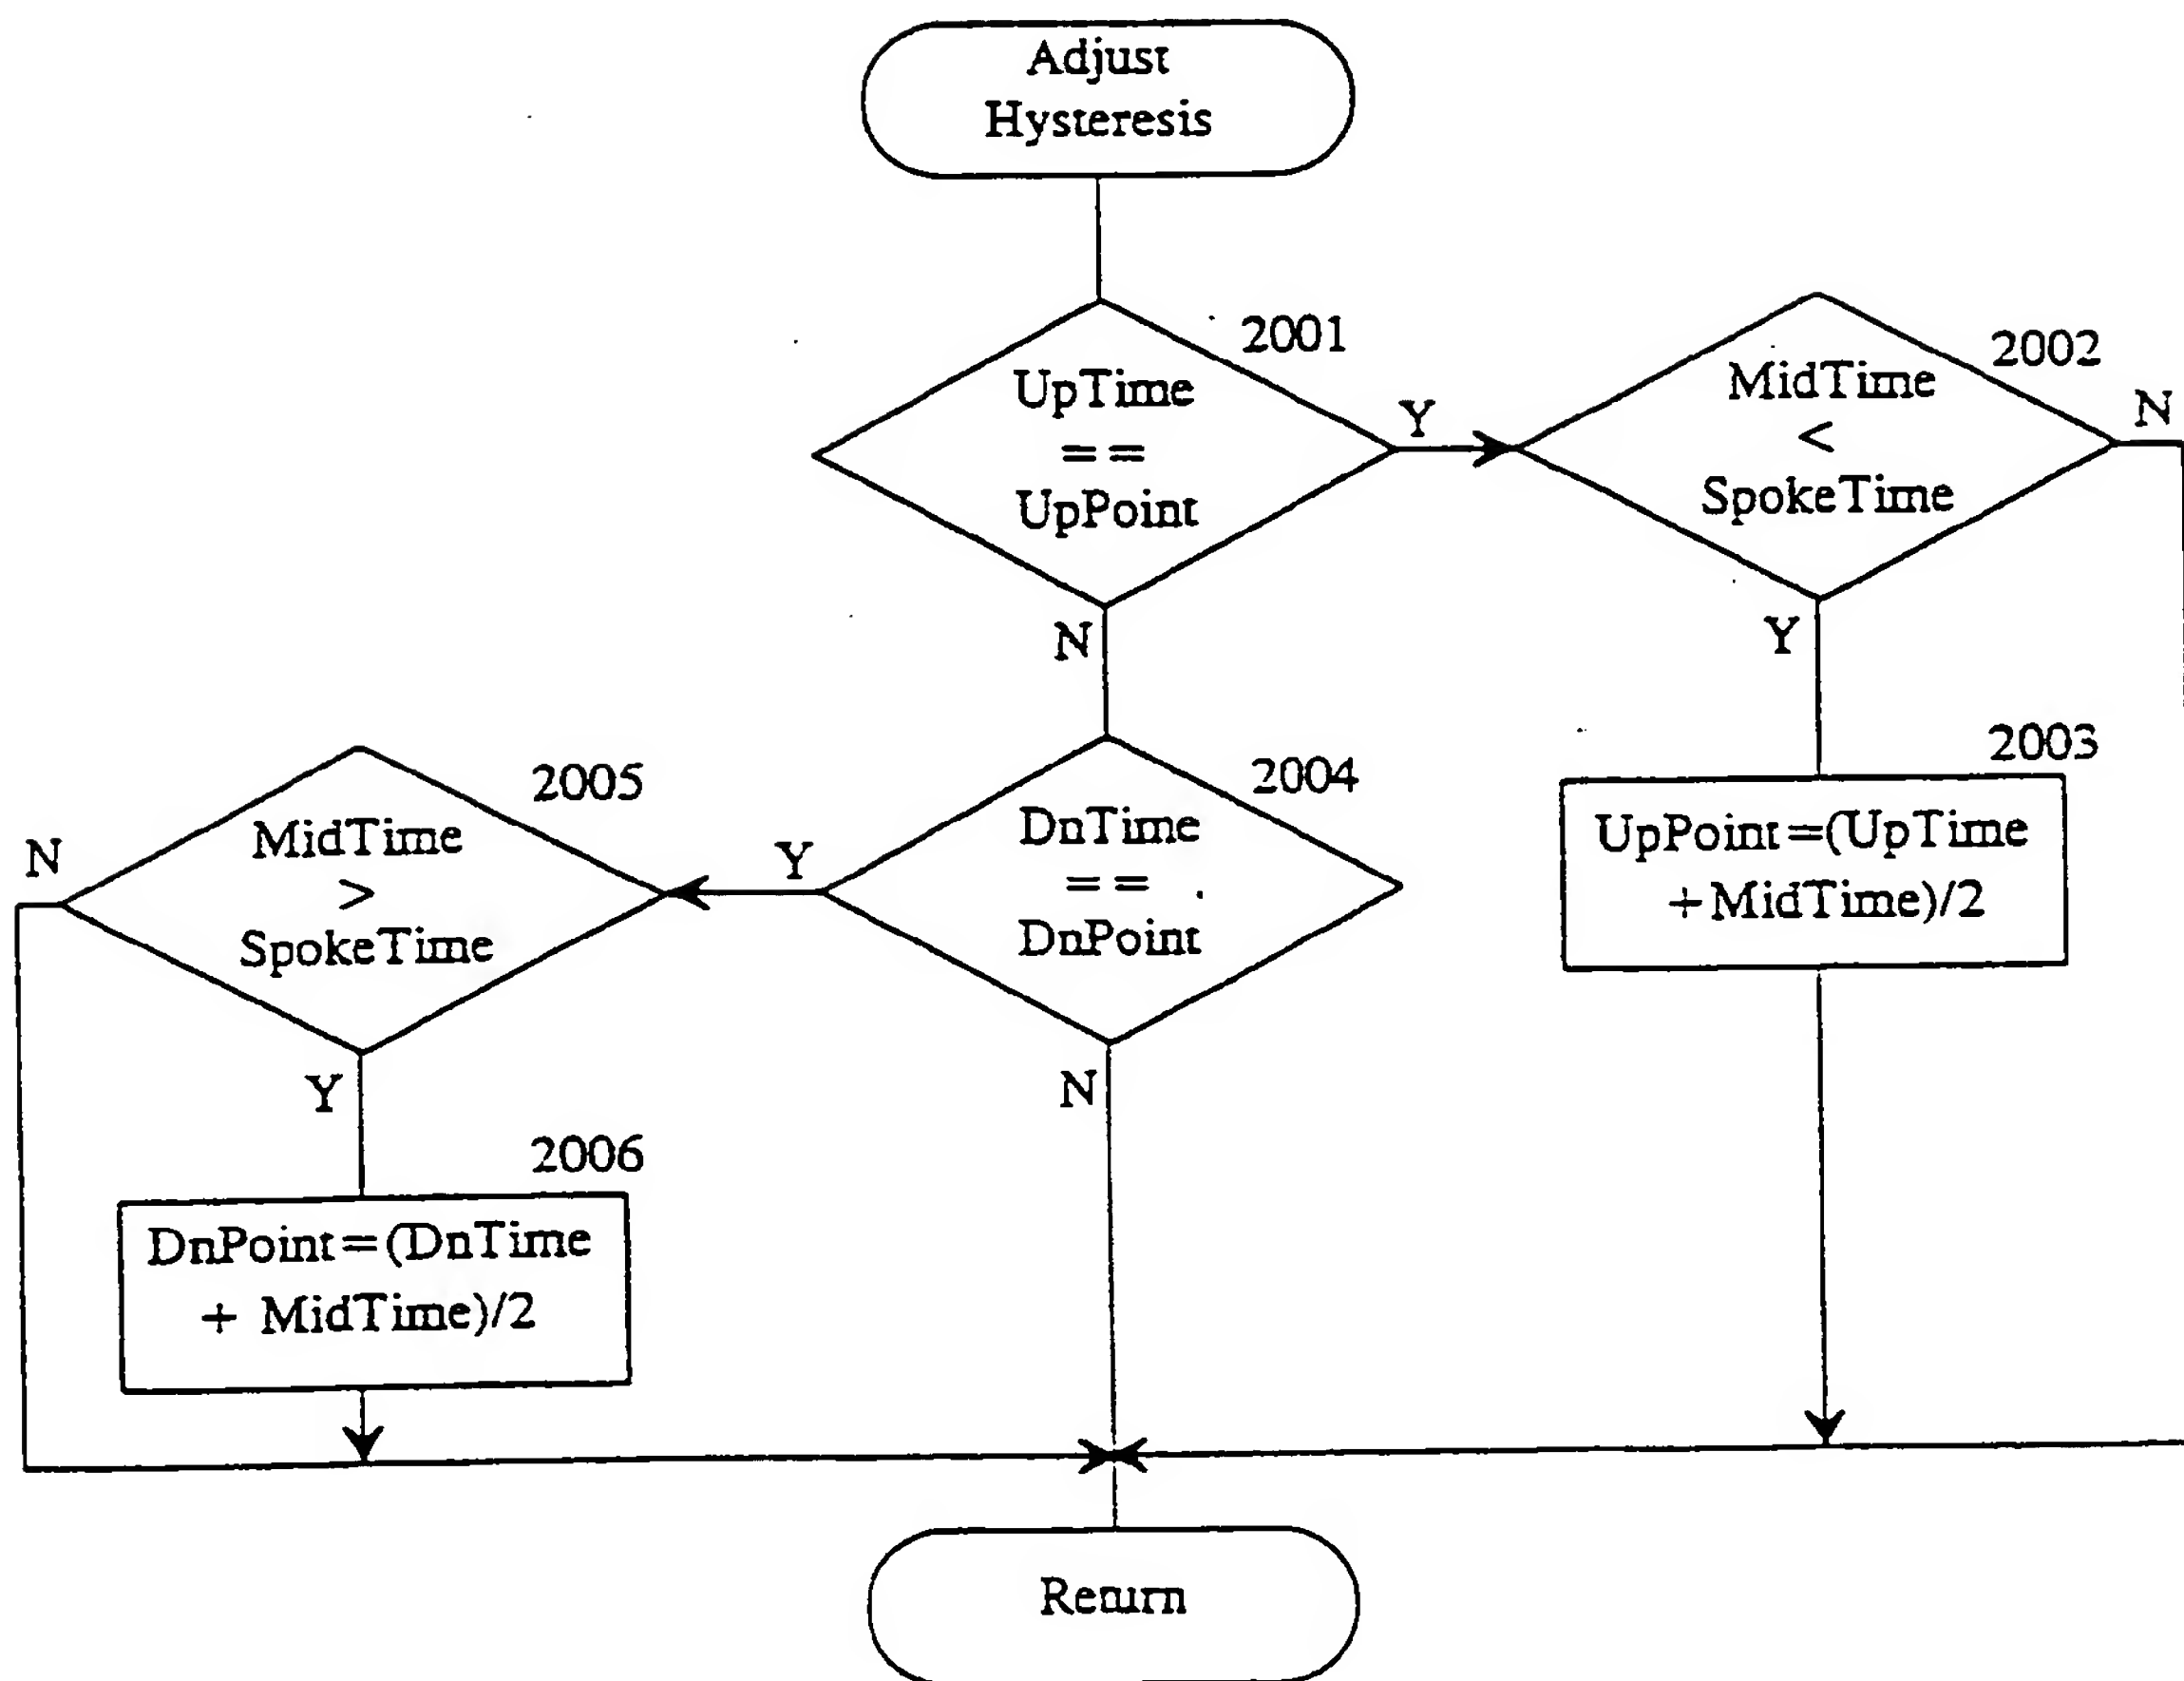 Adjust
Hysteresis
2001
UpTime
==
UpPoint
Y
N
2002
MidTime
<
SpokeTime
N
Y
2003
UpPoint=(UpTime
+MidTime)/2
2004
DnTime
==
DnPoint
Y
N
2005
MidTime
>
SpokeTime
N
Y
2006
DnPoint=(DnTime
+ MidTime)/2
Return